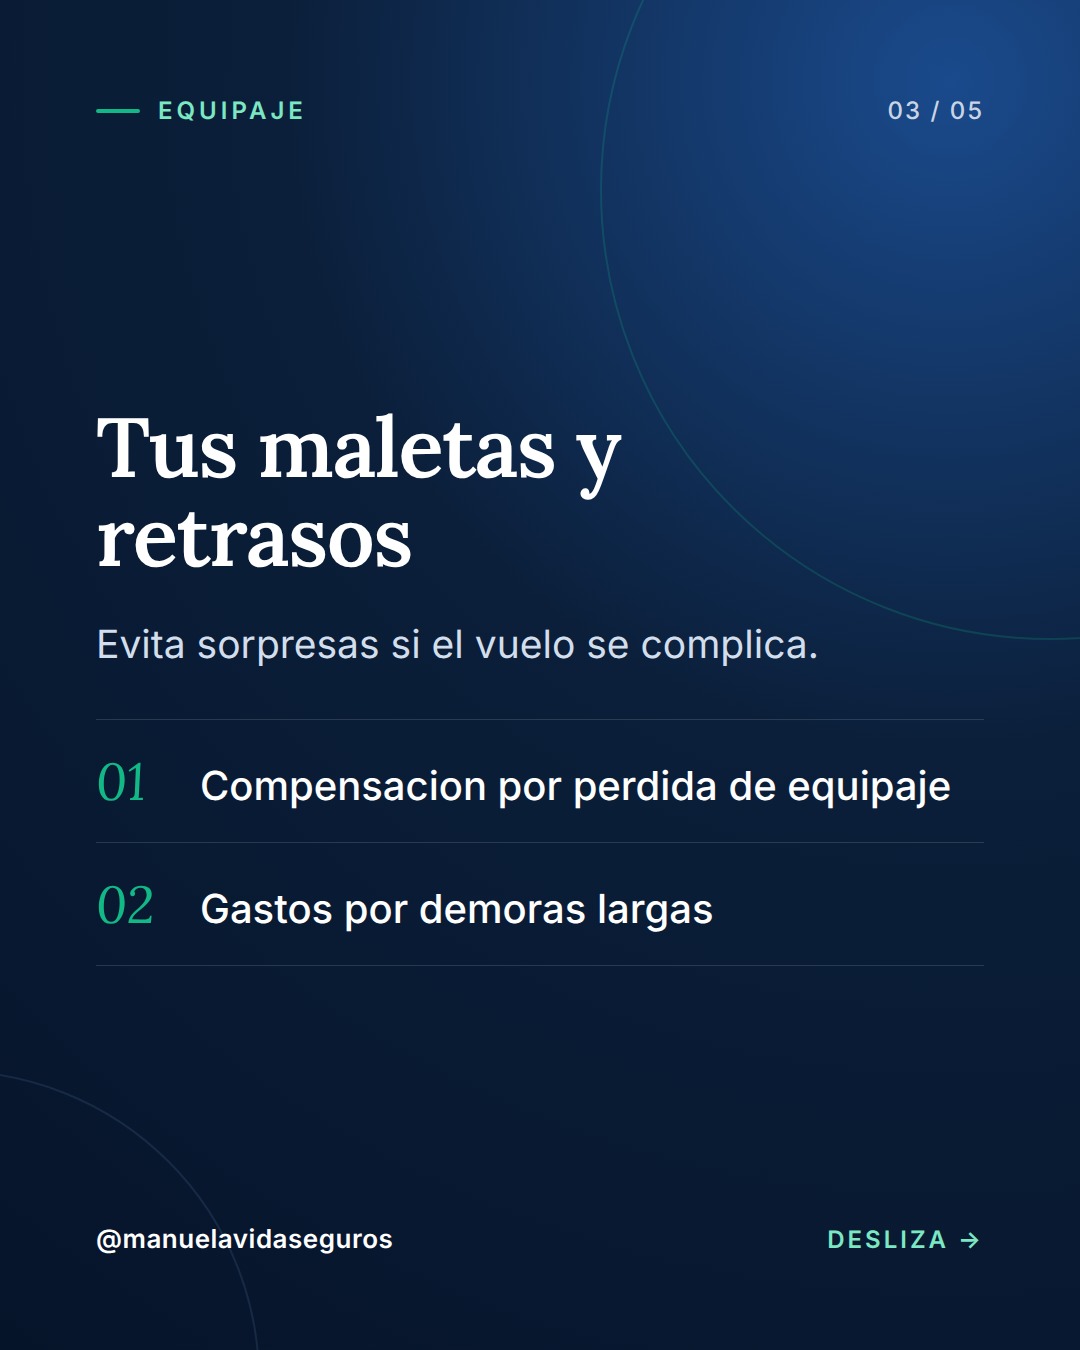 EQUIPAJE
03 / 05
Tus maletas y
retrasos
Evita sorpresas si el vuelo se complica.
01 Compensacion por perdida de equipaje
02 Gastos por demoras largas
@manuelavidaseguros
DESLIZA →